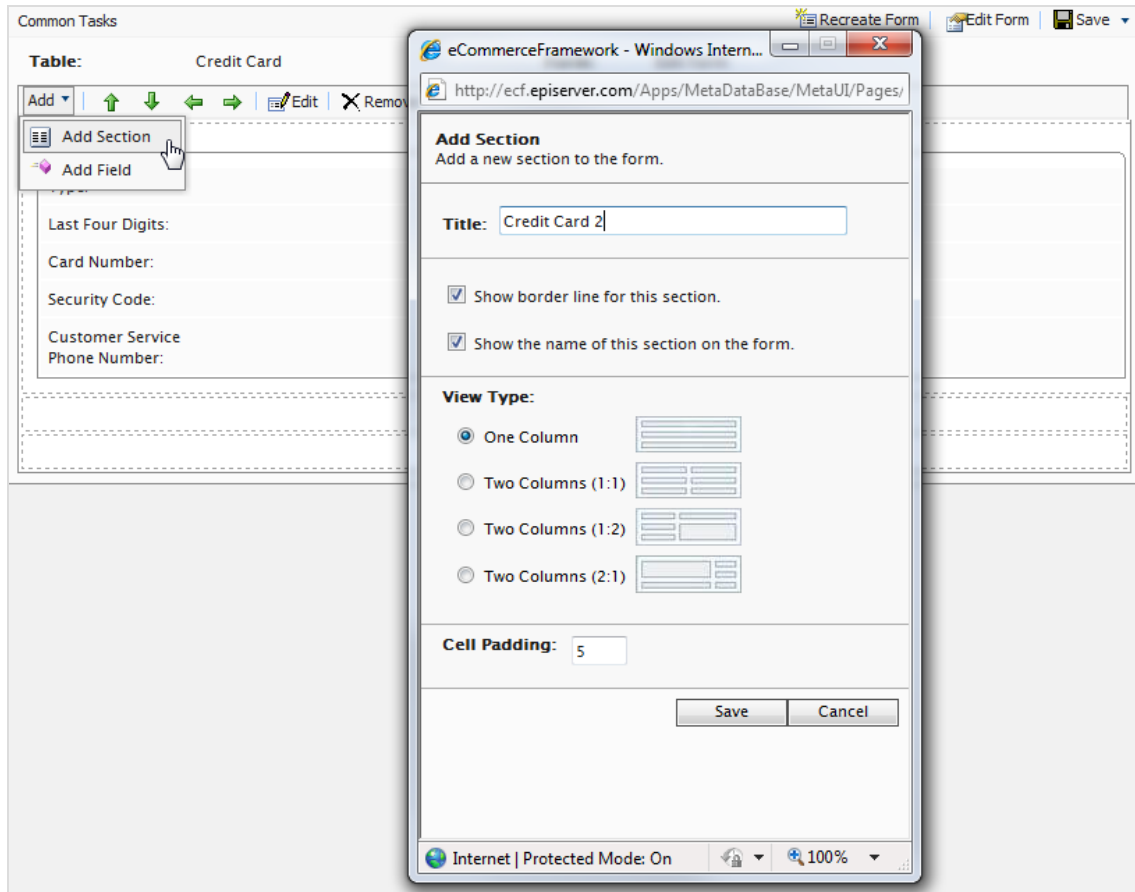 Common Tasks
Recreate Form
Edit Form
Save
Table: Credit Card
Add
Edit
Remov
Add Section
Add Field
Last Four Digits:
Card Number:
Security Code:
Customer Service
Phone Number:
eCommerceFramework - Windows Intern...
http://ecf.episerver.com/Apps/MetaDataBase/MetaUI/Pages/
Add Section
Add a new section to the form.
Title: Credit Card 2
Show border line for this section.
Show the name of this section on the form.
View Type:
One Column
Two Columns (1:1)
Two Columns (1:2)
Two Columns (2:1)
Cell Padding: 5
Save Cancel
Internet | Protected Mode: On
100%